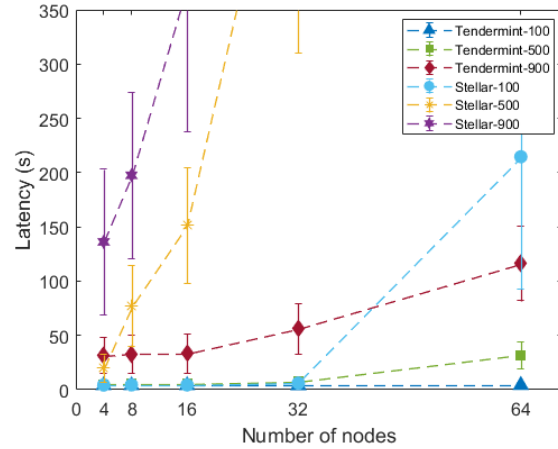 350
300
250
200
150
100
50
0
Latency (s)
0 4 8 16 32 64
Number of nodes
Tendermint-100
Tendermint-500
Tendermint-900
Stellar-100
Stellar-500
Stellar-900